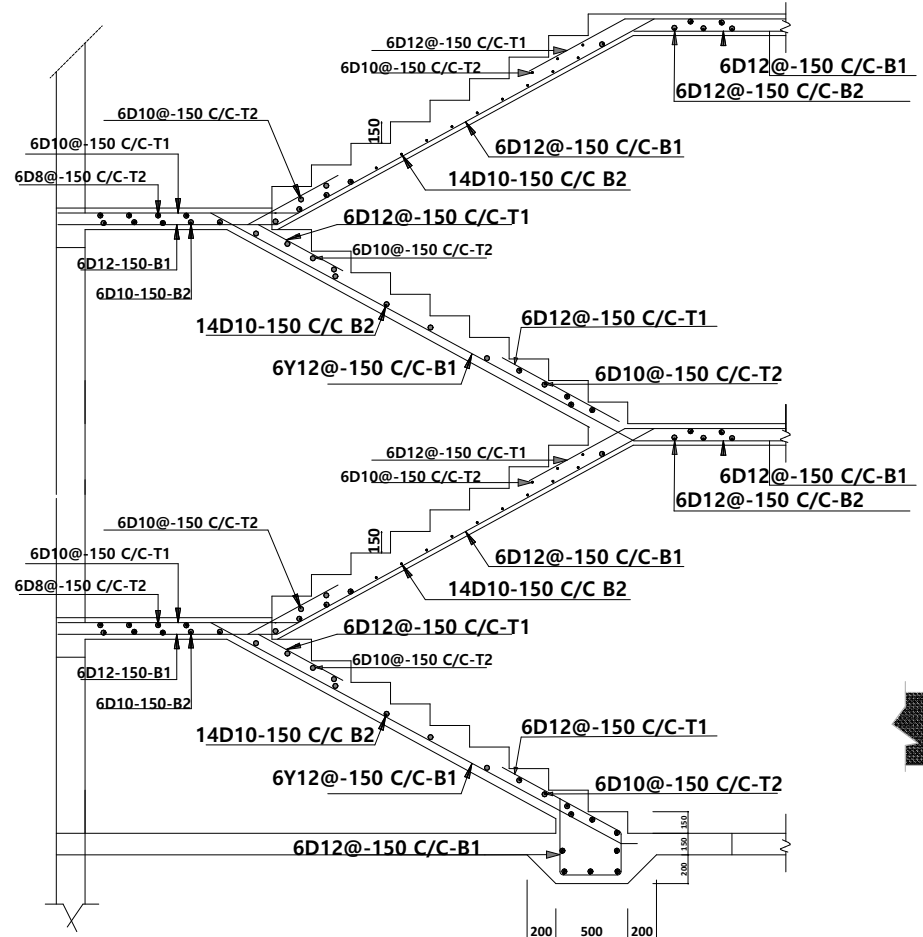 6D12@-150 C/C-T1
6D10@-150 C/C-T2
6D12@-150 C/C-B1
6D12@-150 C/C-B2
6D10@-150 C/C-T2
150
6D10@-150 C/C-T1
6D12@-150 C/C-B1
6D8@-150 C/C-T2
14D10-150 C/C B2
6D12@-150 C/C-T1
6D10@-150 C/C-T2
6D12-150-B1
6D10-150-B2
14D10-150 C/C B2
6D12@-150 C/C-T1
6Y12@-150 C/C-B1
6D10@-150 C/C-T2
6D12@-150 C/C-T1
6D10@-150 C/C-T2
6D12@-150 C/C-B1
6D12@-150 C/C-B2
6D10@-150 C/C-T2
150
6D10@-150 C/C-T1
6D12@-150 C/C-B1
6D8@-150 C/C-T2
14D10-150 C/C B2
6D12@-150 C/C-T1
6D10@-150 C/C-T2
6D12-150-B1
6D10-150-B2
14D10-150 C/C B2
6D12@-150 C/C-T1
6Y12@-150 C/C-B1
6D10@-150 C/C-T2
150
150
200
6D12@-150 C/C-B1
200
500
200